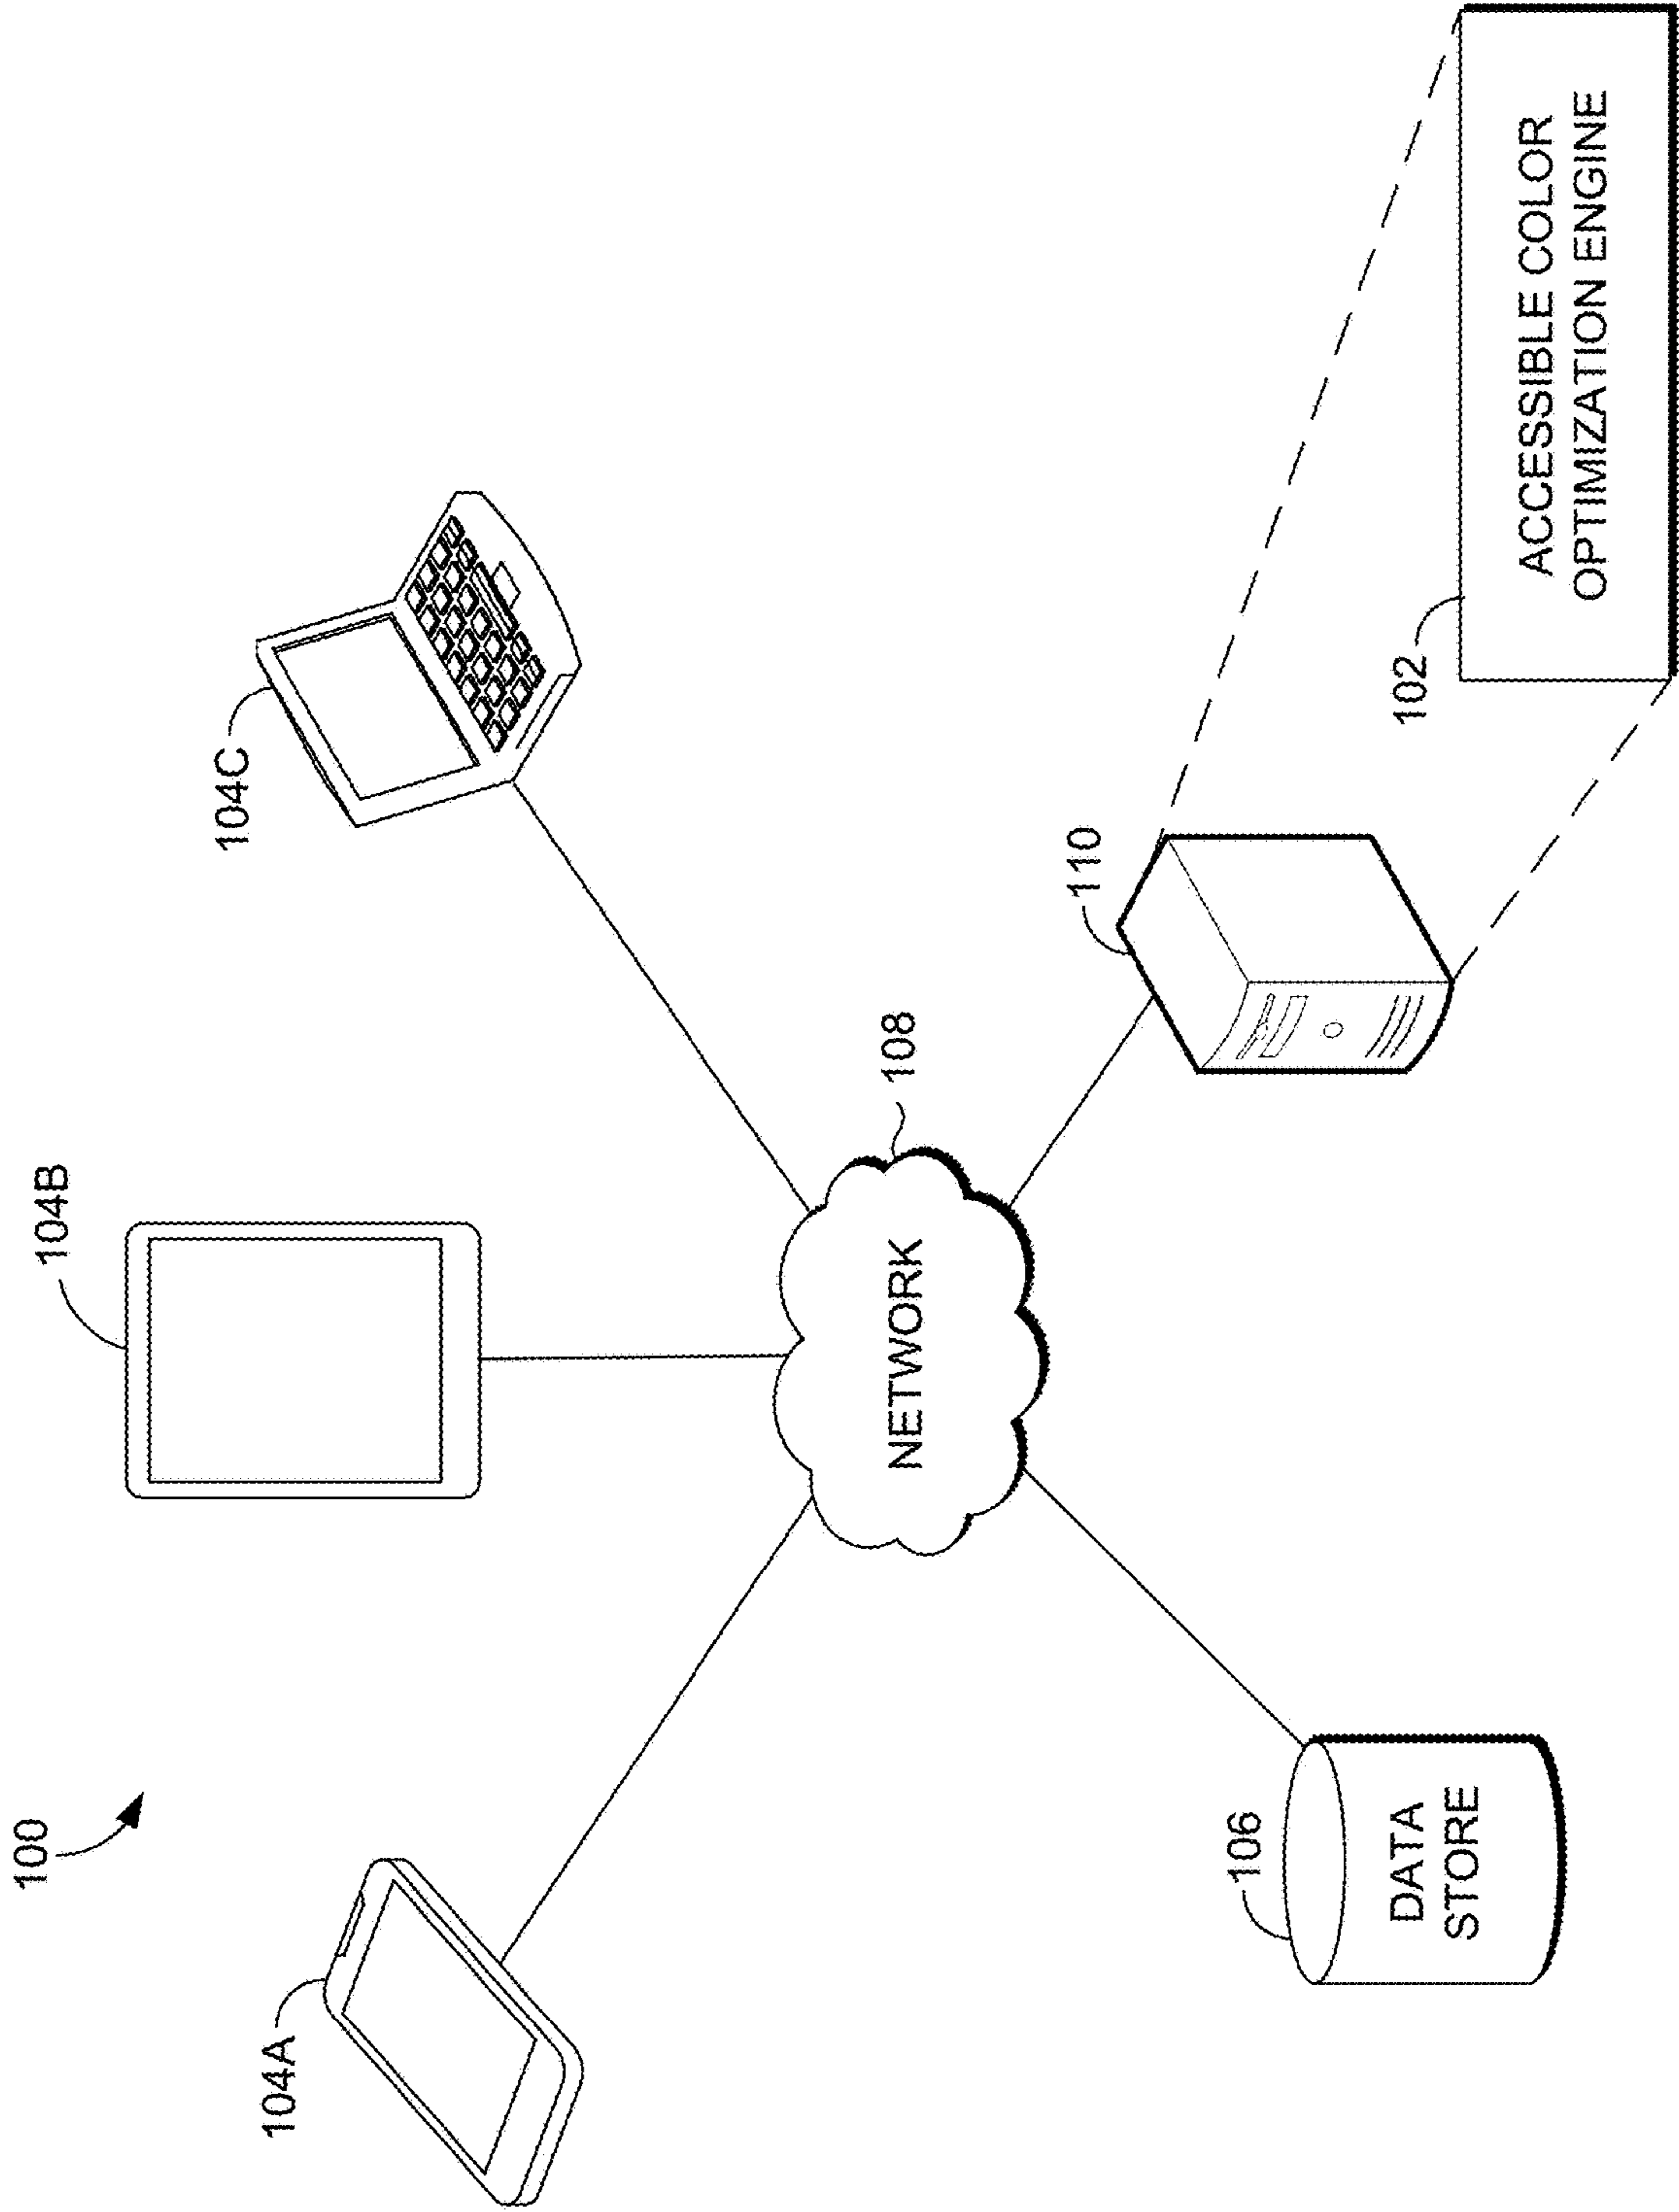 100
104A
104B
104C
NETWORK
108
110
106
DATA
STORE
102
ACCESSIBLE COLOR
OPTIMIZATION ENGINE